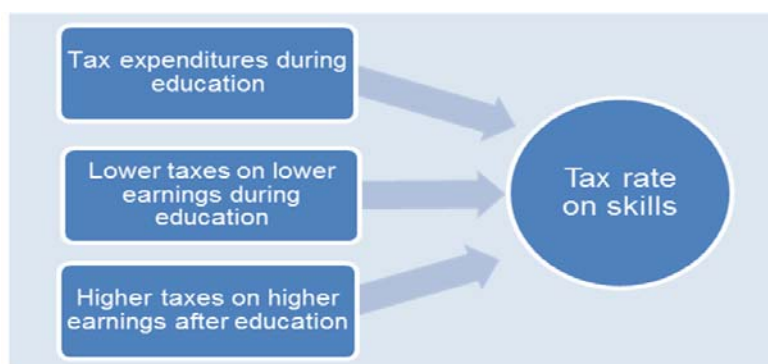 Tax expenditures during
education
Lower taxes on lower
earnings during
education
Higher taxes on higher
earnings after education
Tax rate
on skills